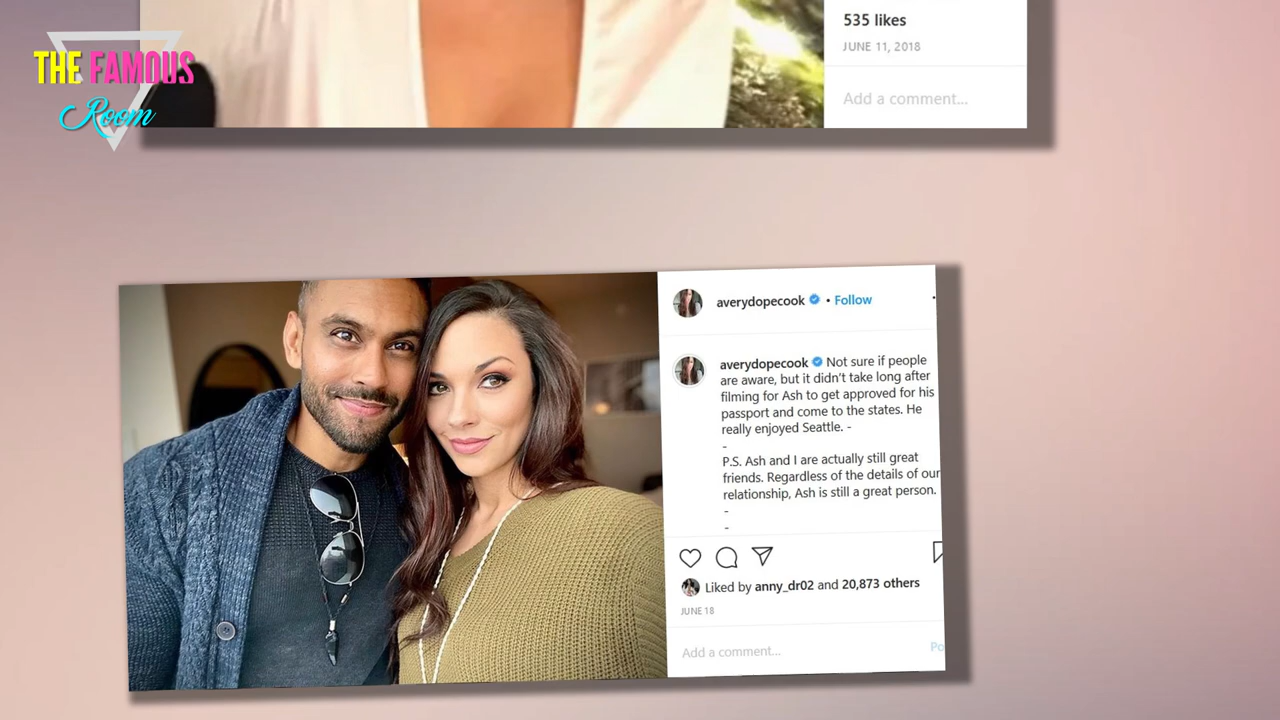 THE FAMOUS
Room
535 likes
JUNE 11, 2018
Add a comment...
averydopecook • Follow
averydopecook Not sure if people
are aware, but it didn't take long after
filming for Ash to get approved for his
passport and come to the states. He
really enjoyed Seattle. -
-
P.S. Ash and I are actually still great
friends. Regardless of the details of our
relationship, Ash is still a great person.
-
-
Liked by anny_dr02 and 20,873 others
JUNE 18
Add a comment...
Po